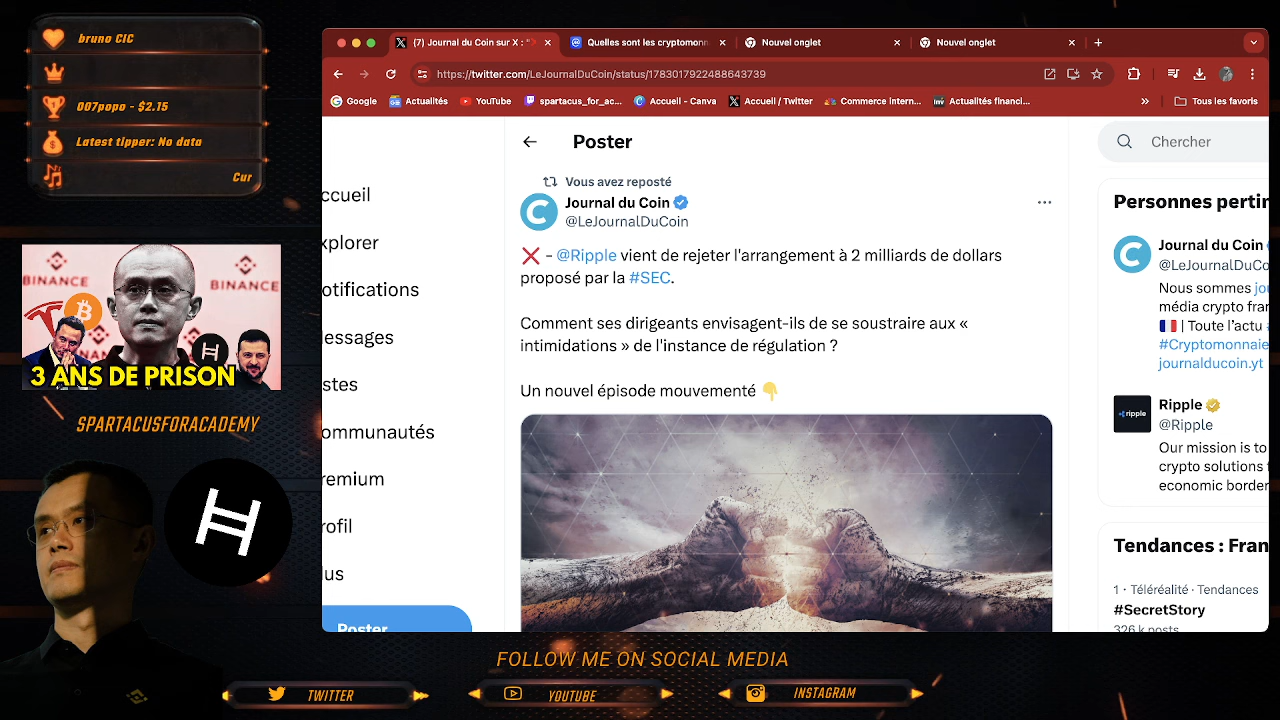 bruno CIC
007popo - $2.15
Latest tipper: No data
Cur
BINANCE
BINANCE
3 ANS DE PRISON
SPARTACUSFORACADEMY
(7) Journal du Coin sur X : "
Quelles sont les cryptomonn
Nouvel onglet
Nouvel onglet
https://twitter.com/LeJournalDuCoin/status/1783017922488643739
Google
Actualités
YouTube
spartacus_for_ac...
Accueil - Canva
Accueil / Twitter
Commerce intern...
Actualités financi...
Tous les favoris
ccueil
xplorer
otifications
essages
stes
ommunautés
remium
rofil
lus
Poster
Poster
Vous avez reposté
Journal du Coin
@LeJournalDuCoin
❌ - @Ripple vient de rejeter l'arrangement à 2 milliards de dollars
proposé par la #SEC.
Comment ses dirigeants envisagent-ils de se soustraire aux «
intimidations » de l'instance de régulation ?
Un nouvel épisode mouvementé 👇
Chercher
Personnes pertin
Journal du Coin
@LeJournalDuCo
Nous sommes jou
média crypto fran
🇫🇷 | Toute l'actu
#Cryptomonnaie
journalducoin.yt
ripple
Ripple
@Ripple
Our mission is to
crypto solutions
economic border
Tendances : Fran
1 · Téléréalité · Tendances
#SecretStory
326 k posts
FOLLOW ME ON SOCIAL MEDIA
TWITTER
YOUTUBE
INSTAGRAM